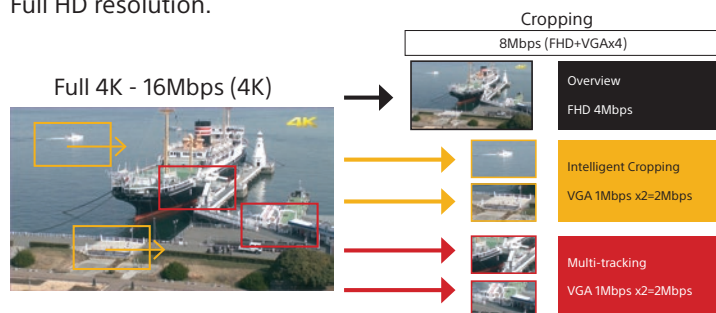 Full HD resolution.
Cropping
8Mbps (FHD+VGAx4)
Full 4K - 16Mbps (4K)
4K
Overview
FHD 4Mbps
Intelligent Cropping
VGA 1Mbps x2=2Mbps
Multi-tracking
VGA 1Mbps x2=2Mbps